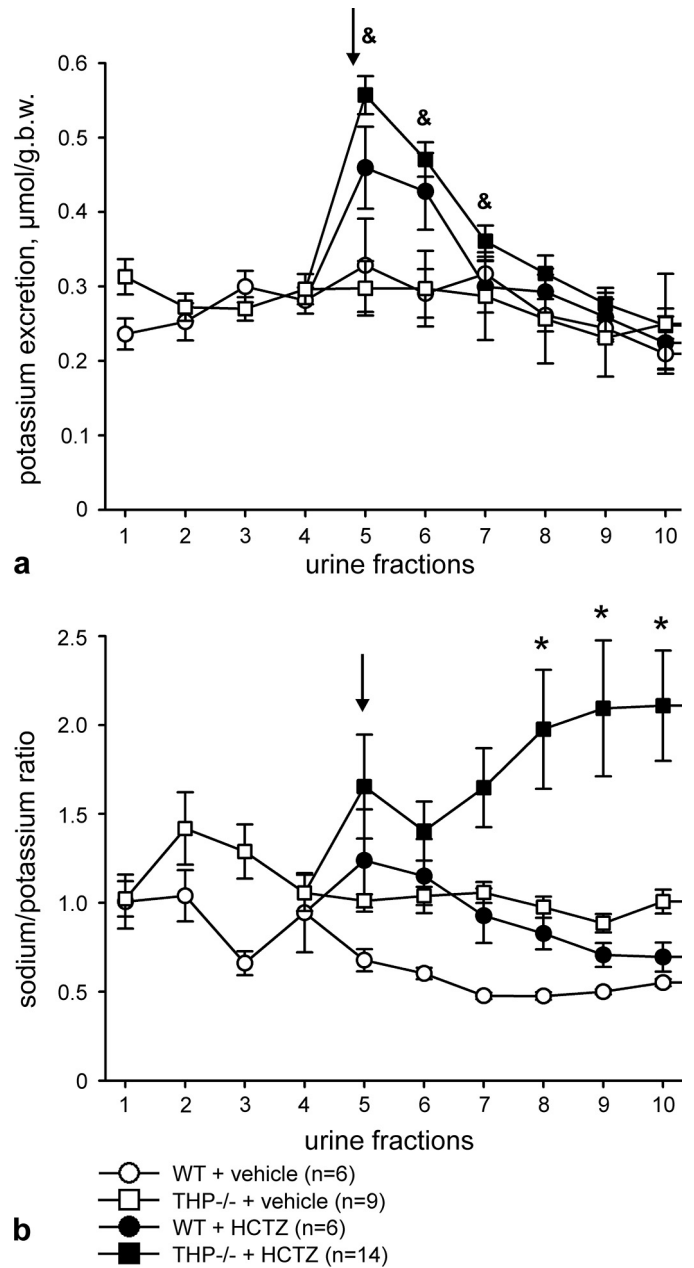 &
&
&
0.6
0.5
0.4
0.3
0.2
0.1
0
potassium excretion, µmol/g.b.w.
1 2 3 4 5 6 7 8 9 10
urine fractions
a
2.5
2.0
1.5
1.0
0.5
0
sodium/potassium ratio
* * *
1 2 3 4 5 6 7 8 9 10
urine fractions
WT + vehicle (n=6)
THP-/- + vehicle (n=9)
WT + HCTZ (n=6)
THP-/- + HCTZ (n=14)
b